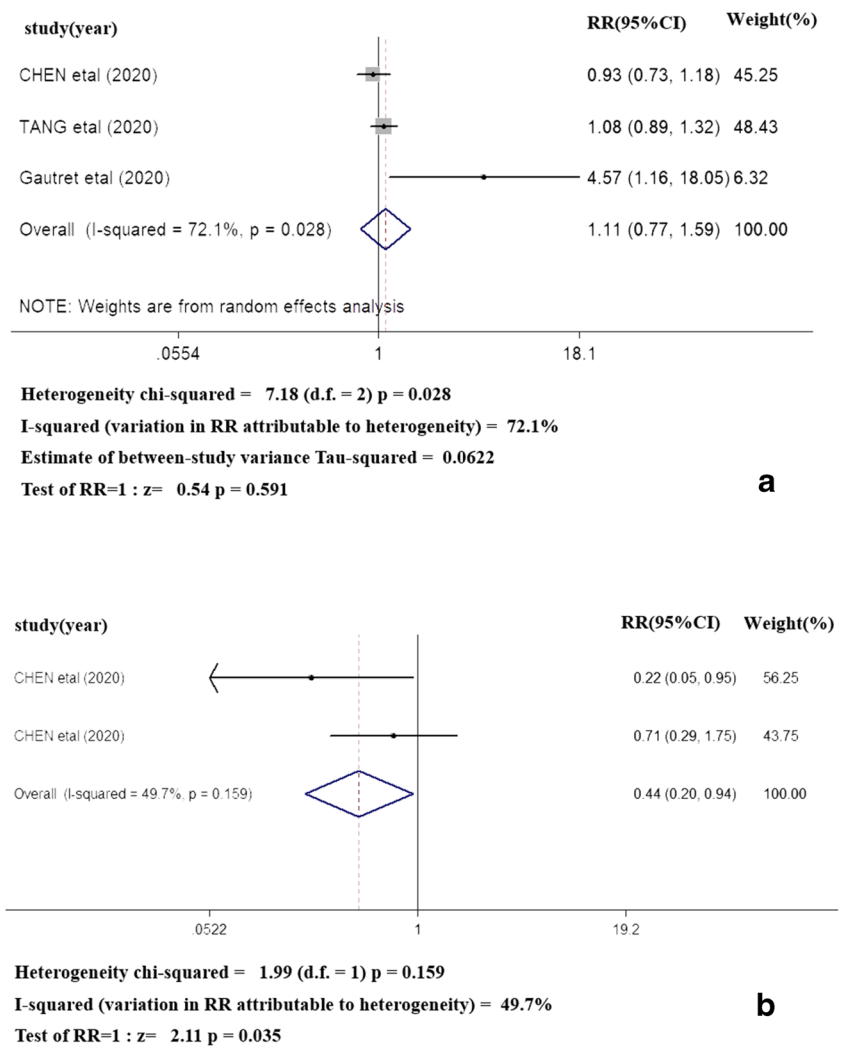 study(year) RR(95%CI) Weight(%)
CHEN etal (2020) 0.93 (0.73, 1.18) 45.25
TANG etal (2020) 1.08 (0.89, 1.32) 48.43
Gautret etal (2020) 4.57 (1.16, 18.05) 6.32
Overall (I-squared = 72.1%, p = 0.028) 1.11 (0.77, 1.59) 100.00
NOTE: Weights are from random effects analysis
.0554 1 18.1
Heterogeneity chi-squared = 7.18 (d.f. = 2) p = 0.028
I-squared (variation in RR attributable to heterogeneity) = 72.1%
Estimate of between-study variance Tau-squared = 0.0622
Test of RR=1 : z= 0.54 p = 0.591
a
study(year) RR(95%CI) Weight(%)
CHEN etal (2020) 0.22 (0.05, 0.95) 56.25
CHEN etal (2020) 0.71 (0.29, 1.75) 43.75
Overall (I-squared = 49.7%, p = 0.159) 0.44 (0.20, 0.94) 100.00
.0522 1 19.2
Heterogeneity chi-squared = 1.99 (d.f. = 1) p = 0.159
I-squared (variation in RR attributable to heterogeneity) = 49.7%
b
Test of RR=1 : z= 2.11 p = 0.035